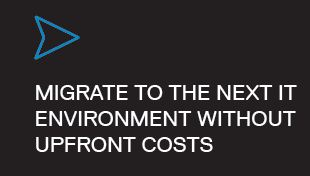 MIGRATE TO THE NEXT IT
ENVIRONMENT WITHOUT
UPFRONT COSTS